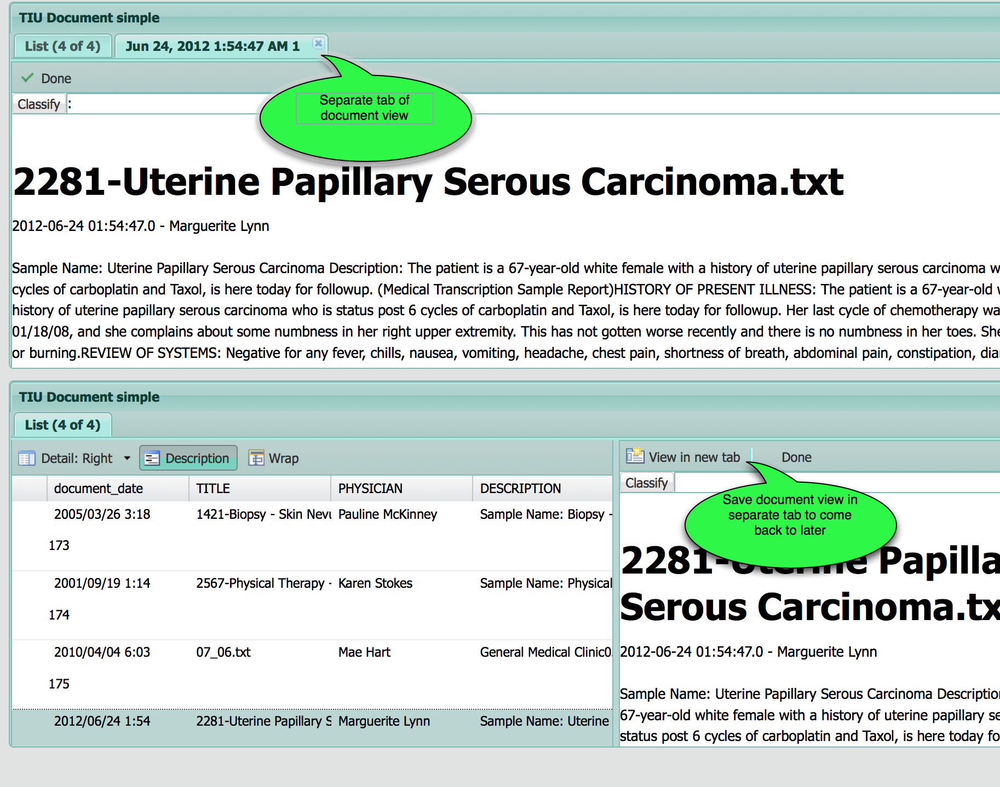 TIU Document simple
List (4 of 4)
Jun 24, 2012 1:54:47 AM 1
Done
Classify :
Separate tab of
document view
2281-Uterine Papillary Serous Carcinoma.txt
2012-06-24 01:54:47.0 - Marguerite Lynn
Sample Name: Uterine Papillary Serous Carcinoma Description: The patient is a 67-year-old white female with a history of uterine papillary serous carcinoma w
cycles of carboplatin and Taxol, is here today for followup. (Medical Transcription Sample Report)HISTORY OF PRESENT ILLNESS: The patient is a 67-year-old
history of uterine papillary serous carcinoma who is status post 6 cycles of carboplatin and Taxol, is here today for followup. Her last cycle of chemotherapy wa
01/18/08, and she complains about some numbness in her right upper extremity. This has not gotten worse recently and there is no numbness in her toes. She
or burning.REVIEW OF SYSTEMS: Negative for any fever, chills, nausea, vomiting, headache, chest pain, shortness of breath, abdominal pain, constipation, diar
TIU Document simple
List (4 of 4)
Detail: Right Description Wrap
document_date TITLE PHYSICIAN DESCRIPTION
2005/03/26 3:18 1421-Biopsy - Skin Nevu Pauline McKinney Sample Name: Biopsy -
173
2001/09/19 1:14 2567-Physical Therapy - Karen Stokes Sample Name: Physical
174
2010/04/04 6:03 07_06.txt Mae Hart General Medical Clinic0.
175
2012/06/24 1:54 2281-Uterine Papillary S Marguerite Lynn Sample Name: Uterine
View in new tab Done
Classify
Save document view in
separate tab to come
back to later
2281-Uterine Papilla
Serous Carcinoma.tx
2012-06-24 01:54:47.0 - Marguerite Lynn
Sample Name: Uterine Papillary Serous Carcinoma Description
67-year-old white female with a history of uterine papillary se
status post 6 cycles of carboplatin and Taxol, is here today fo